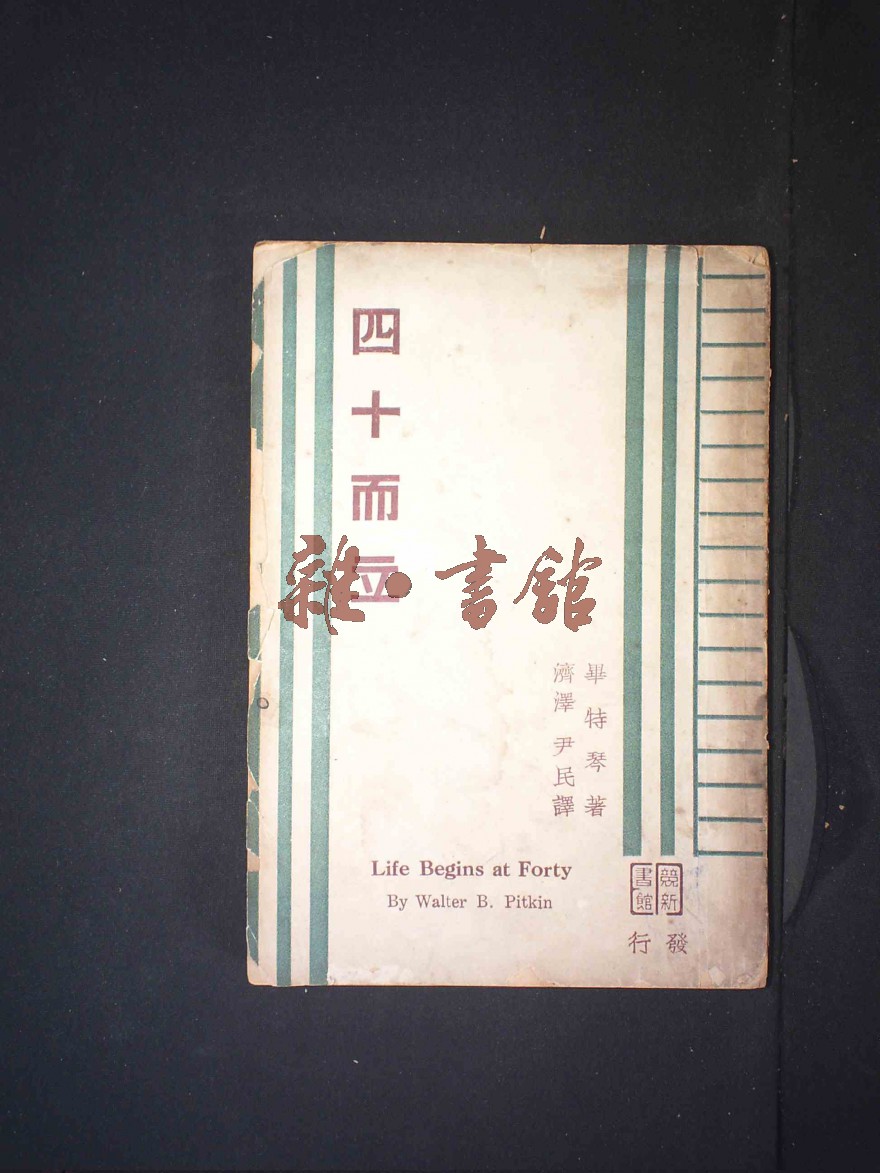 四十而立
雜·書館
畢特琴著
濟澤尹民譯
Life Begins at Forty
By Walter B. Pitkin
競新書館
發行